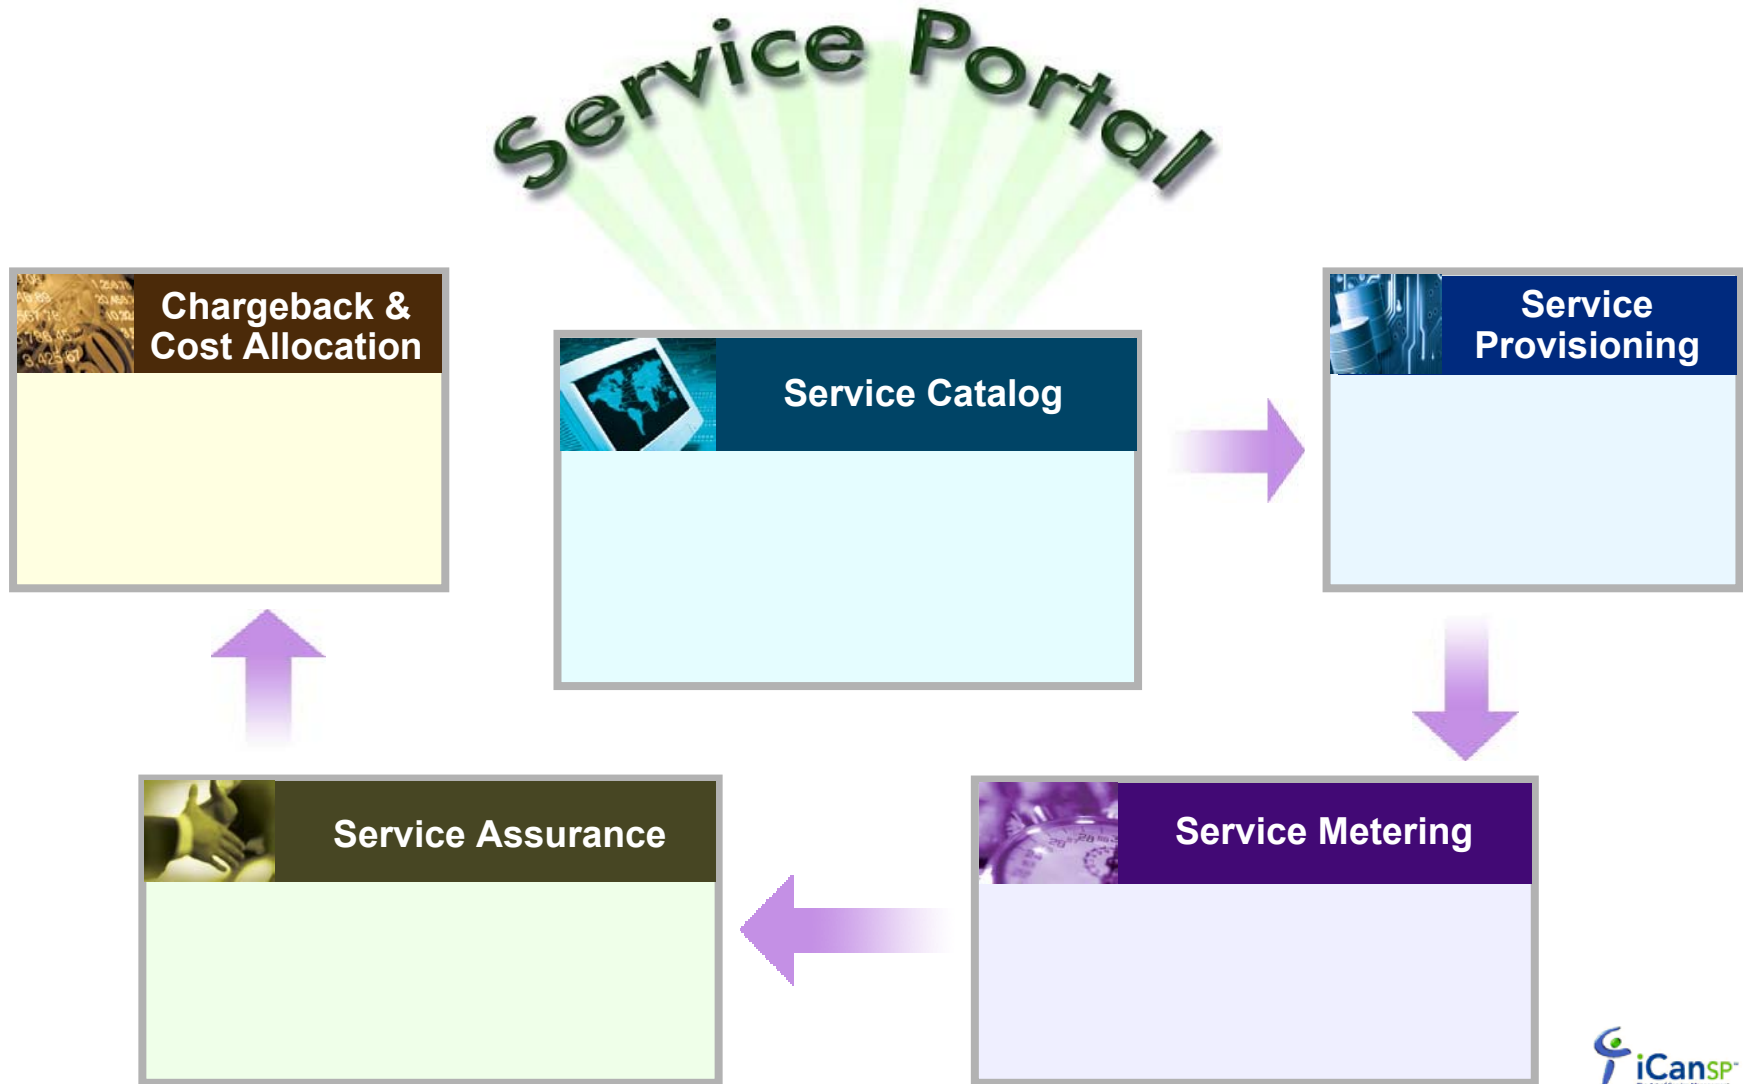 Service Portal
Chargeback &
Cost Allocation
Service Catalog
Service
Provisioning
Service Assurance
Service Metering
iCanSP